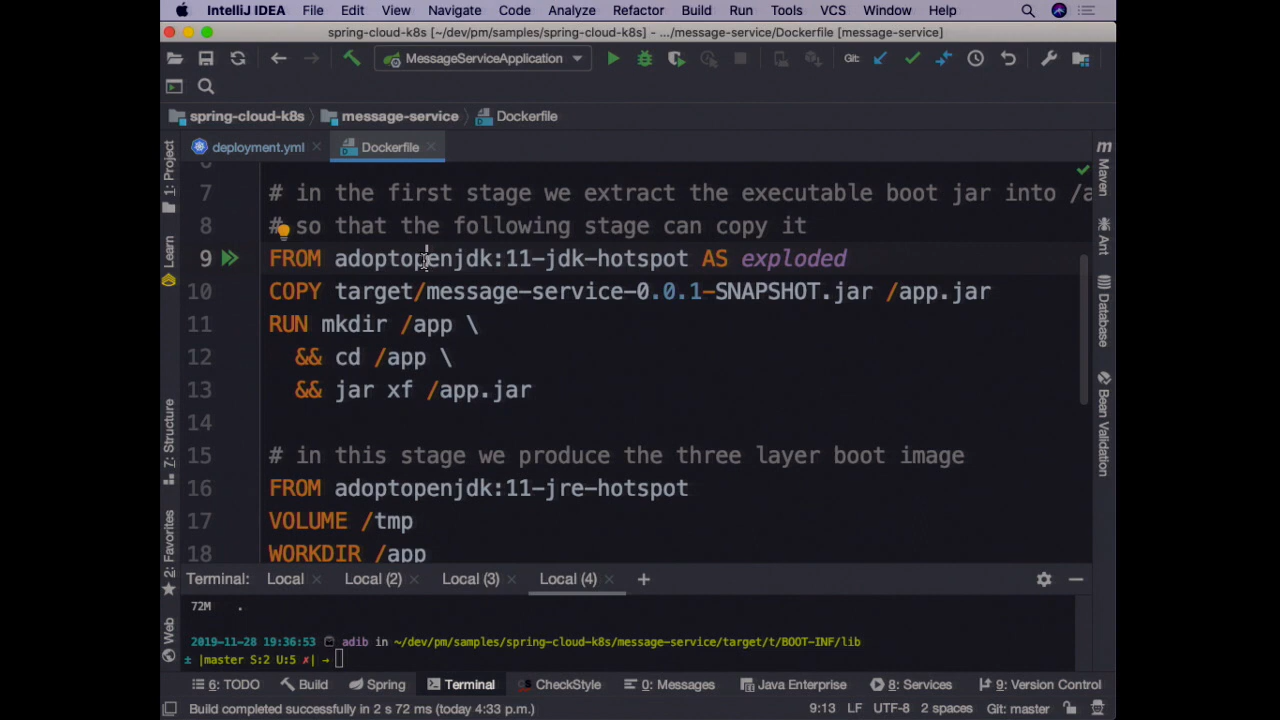 IntelliJ IDEA File Edit View Navigate Code Analyze Refactor Build Run Tools VCS Window Help
spring-cloud-k8s [~/dev/pm/samples/spring-cloud-k8s] - .../message-service/Dockerfile [message-service]
MessageServiceApplication Git:
spring-cloud-k8s message-service Dockerfile
deployment.yml Dockerfile
1: Project
Learn
7: Structure
2: Favorites
Web
7 # in the first stage we extract the executable boot jar into /a
8 # so that the following stage can copy it
9 FROM adoptopenjdk:11-jdk-hotspot AS exploded
10 COPY target/message-service-0.0.1-SNAPSHOT.jar /app.jar
11 RUN mkdir /app \
12 && cd /app \
13 && jar xf /app.jar
14
15 # in this stage we produce the three layer boot image
16 FROM adoptopenjdk:11-jre-hotspot
17 VOLUME /tmp
18 WORKDIR /app
m Maven
Ant
Database
Bean Validation
Terminal: Local Local (2) Local (3) Local (4) +
72M .
2019-11-28 19:36:53 adib in ~/dev/pm/samples/spring-cloud-k8s/message-service/target/t/BOOT-INF/lib
± |master S:2 U:5 ✗| →
6: TODO Build Spring Terminal CheckStyle 0: Messages Java Enterprise 8: Services 9: Version Control
Build completed successfully in 2 s 72 ms (today 4:33 p.m.) 9:13 LF UTF-8 2 spaces Git: master